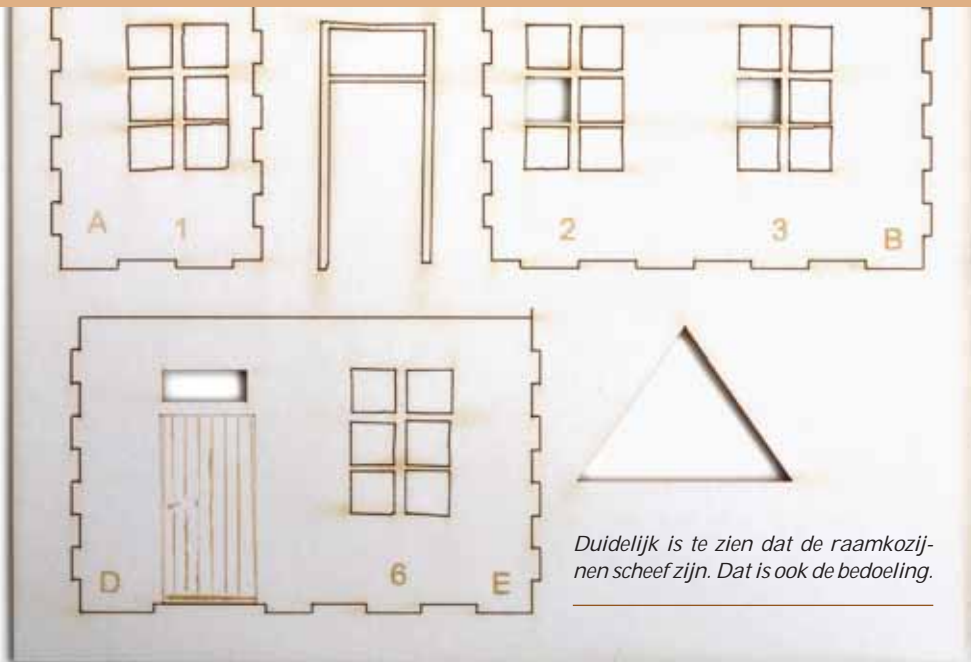 A 1 2 3 B
D 6 E
Duidelijk is te zien dat de raamkozij-
nen scheef zijn. Dat is ook de bedoeling.